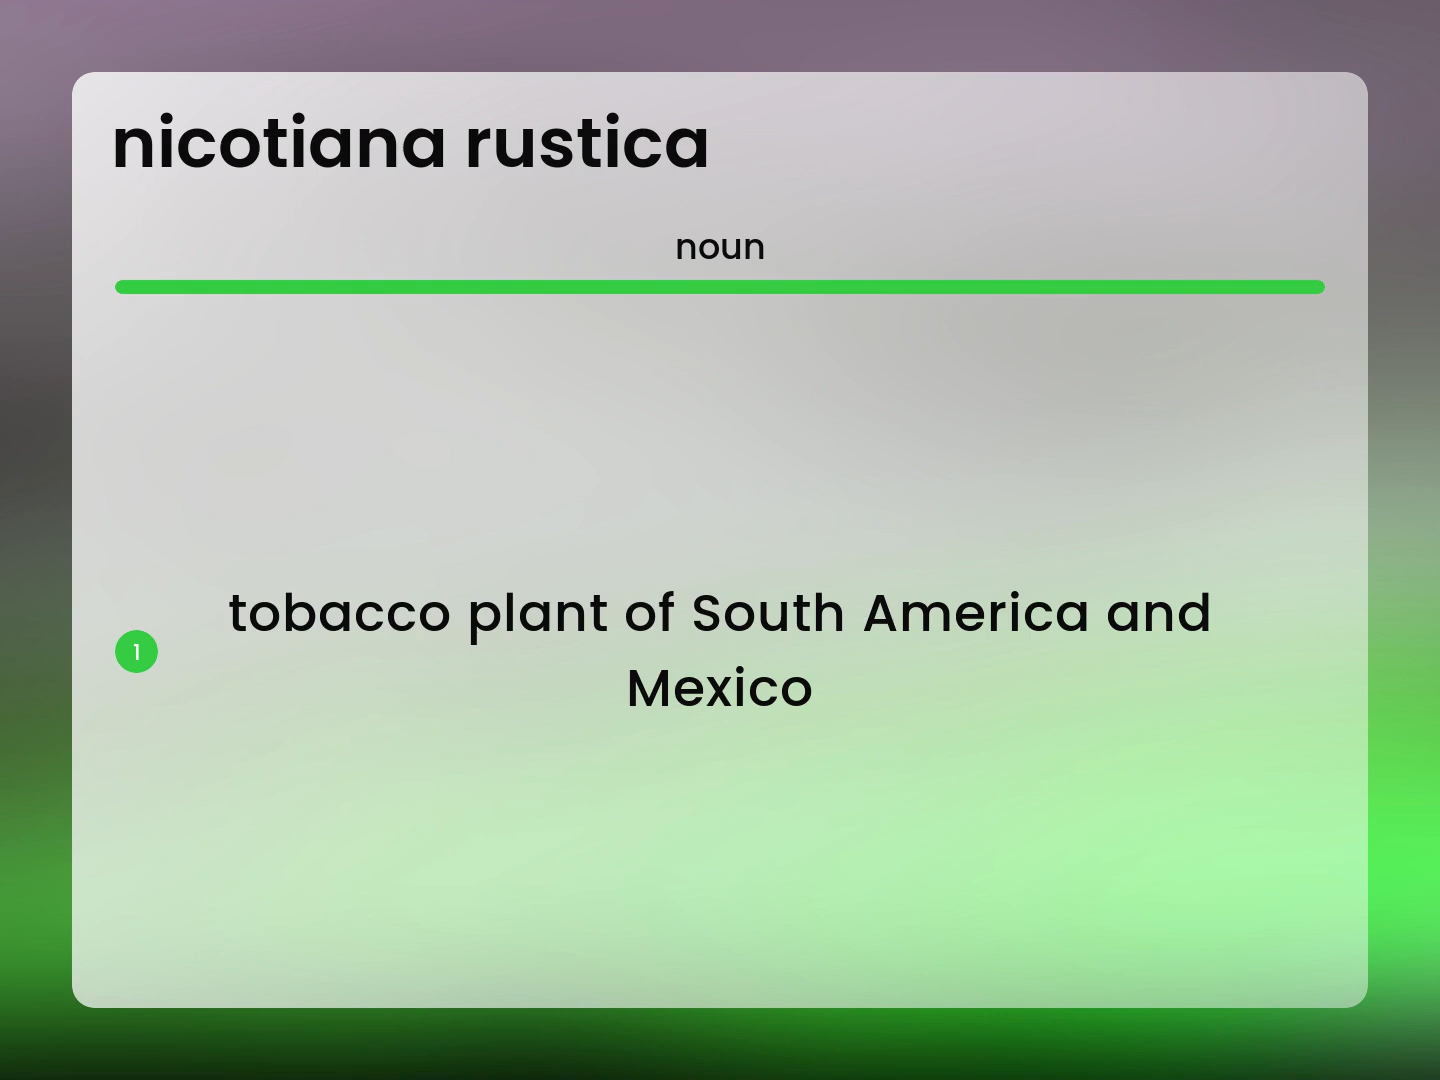 nicotiana rustica
noun
1
tobacco plant of South America and
Mexico